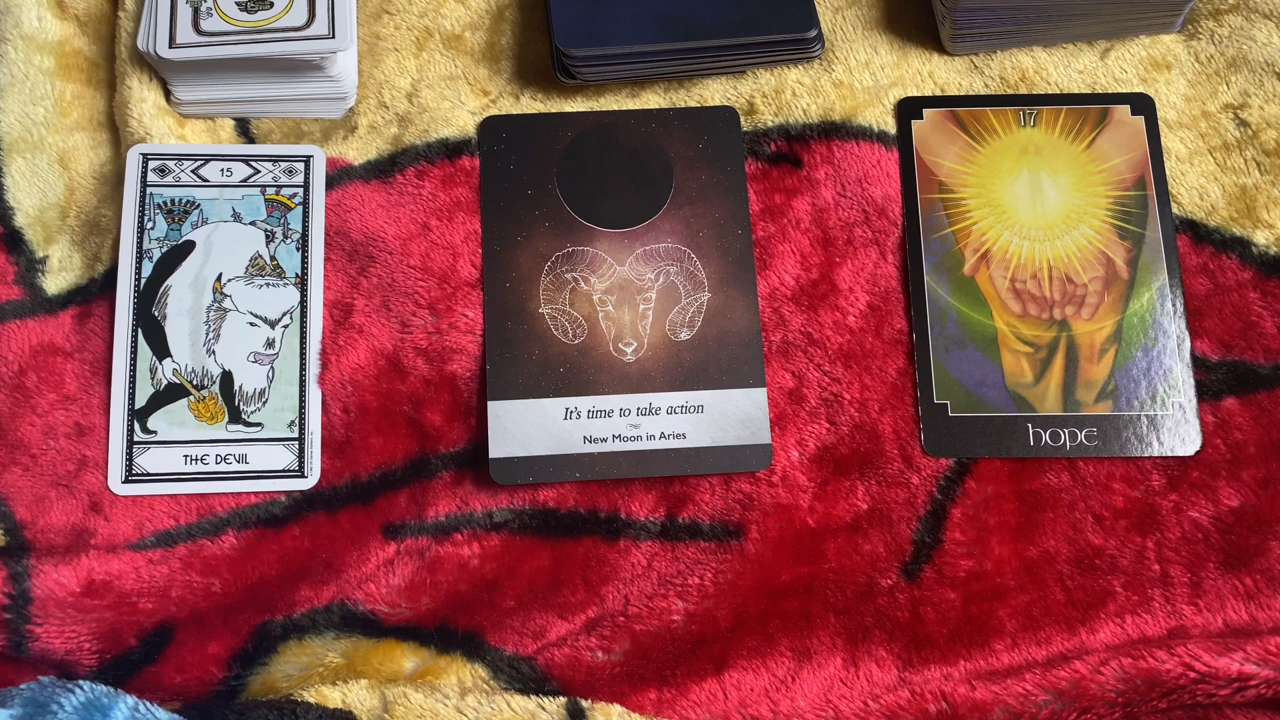 15
THE DEVIL
It's time to take action
New Moon in Aries
17
hope